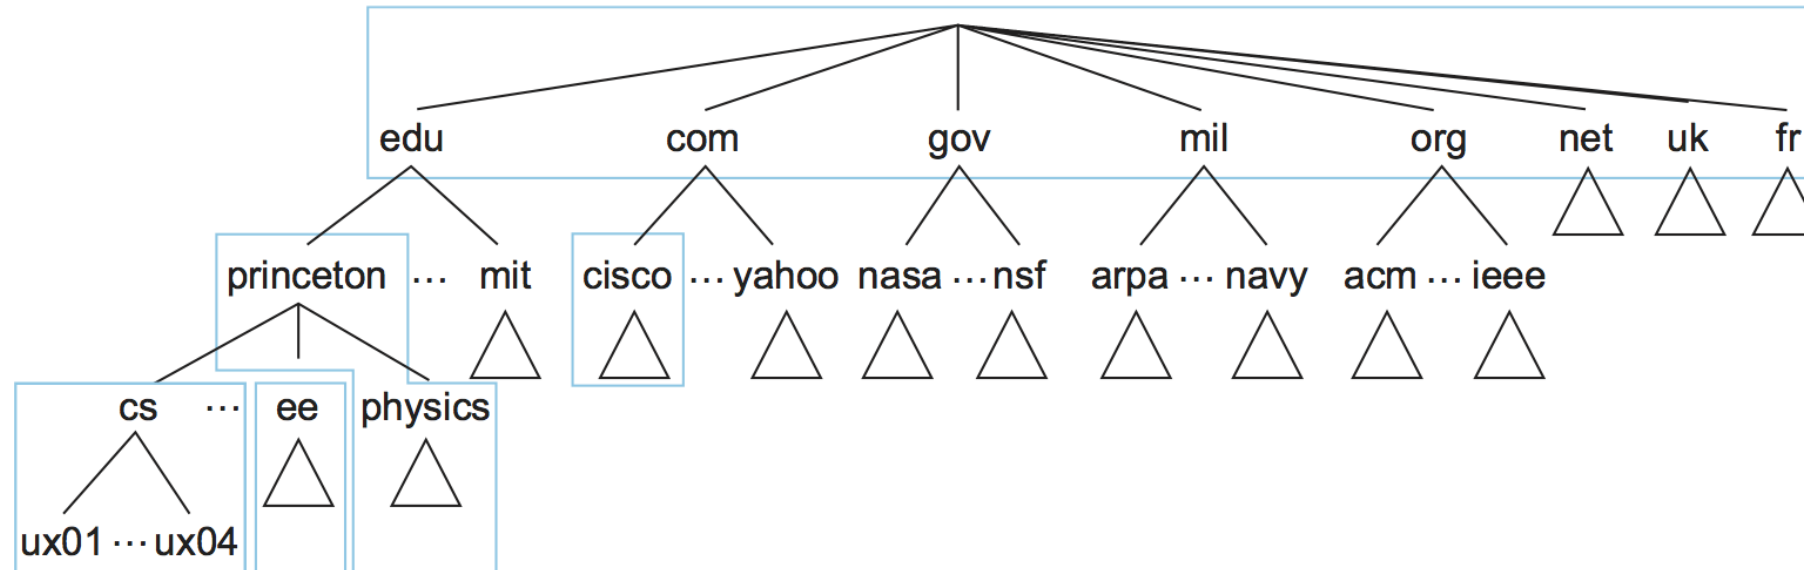 edu com gov mil org net uk fr
princeton ... mit cisco ... yahoo nasa ... nsf arpa ... navy acm ... ieee
cs ... ee physics
ux01 ... ux04